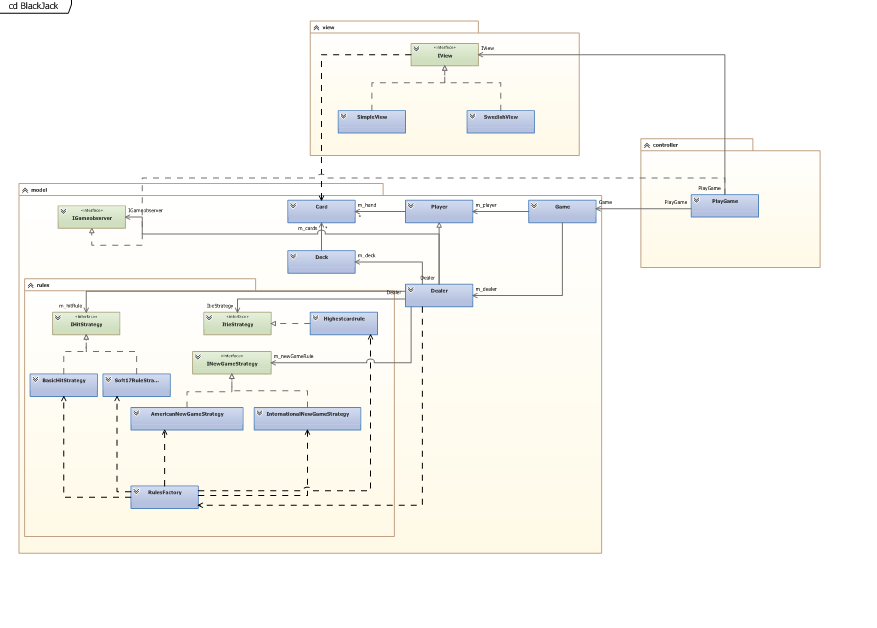 cd BlackJack
view
«interface»
IView
IView
SimpleView
SwedishView
controller
PlayGame
PlayGame
PlayGame
model
«interface»
IGameobserver
IGameobserver
Card
m_hand
*
Player
m_player
Game
Game
m_cards
*
Deck
m_deck
Dealer
Dealer
Dealer
m_dealer
rules
m_hitRule
«interface»
IHitStrategy
ItieStrategy
«interface»
ItieStrategy
Highestcardrule
«interface»
INewGameStrategy
m_newGameRule
BasicHitStrategy
Soft17RuleStra...
AmericanNewGameStrategy
InternationalNewGameStrategy
RulesFactory